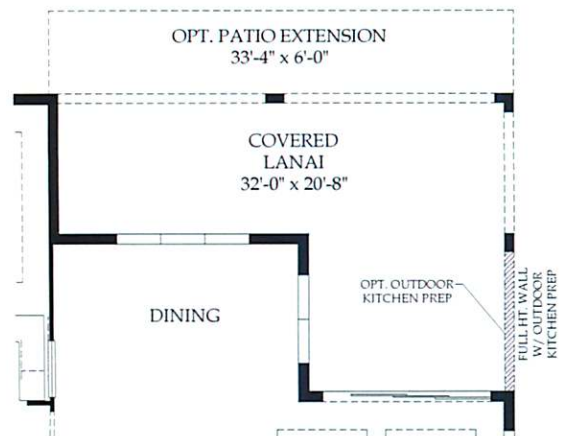 OPT. PATIO EXTENSION
33'-4" x 6'-0"
COVERED
LANAI
32'-0" x 20'-8"
DINING
OPT. OUTDOOR
KITCHEN PREP
FULL HT. WALL
W/ OUTDOOR
KITCHEN PREP